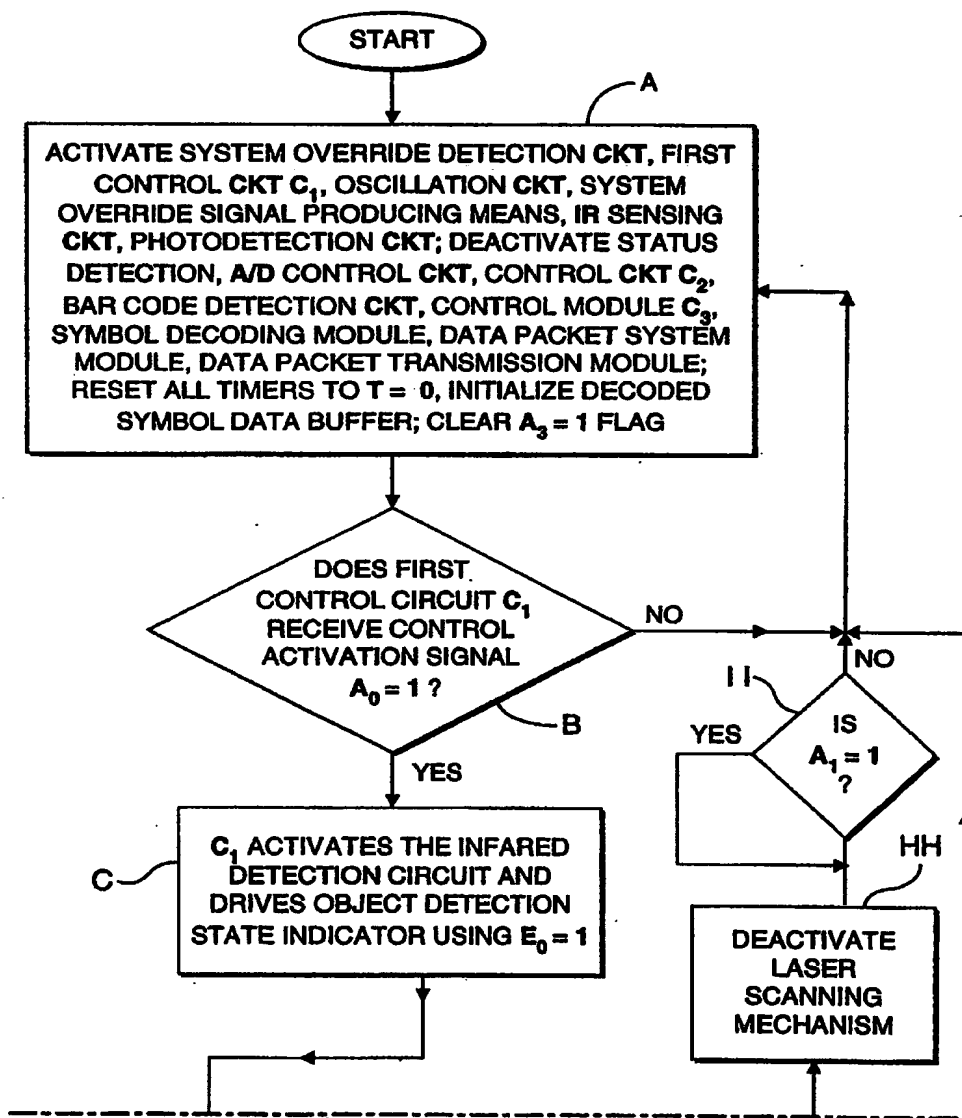 START
A
ACTIVATE SYSTEM OVERRIDE DETECTION CKT, FIRST
CONTROL CKT C₁, OSCILLATION CKT, SYSTEM
OVERRIDE SIGNAL PRODUCING MEANS, IR SENSING
CKT, PHOTODETECTION CKT; DEACTIVATE STATUS
DETECTION, A/D CONTROL CKT, CONTROL CKT C₂,
BAR CODE DETECTION CKT, CONTROL MODULE C₃,
SYMBOL DECODING MODULE, DATA PACKET SYSTEM
MODULE, DATA PACKET TRANSMISSION MODULE;
RESET ALL TIMERS TO T = 0, INITIALIZE DECODED
SYMBOL DATA BUFFER; CLEAR A₃ = 1 FLAG
DOES FIRST
CONTROL CIRCUIT C₁
RECEIVE CONTROL
ACTIVATION SIGNAL
A₀ = 1 ?
NO
B
YES
NO
II
YES
IS
A₁ = 1
?
C
C₁ ACTIVATES THE INFARED
DETECTION CIRCUIT AND
DRIVES OBJECT DETECTION
STATE INDICATOR USING E₀ = 1
HH
DEACTIVATE
LASER
SCANNING
MECHANISM